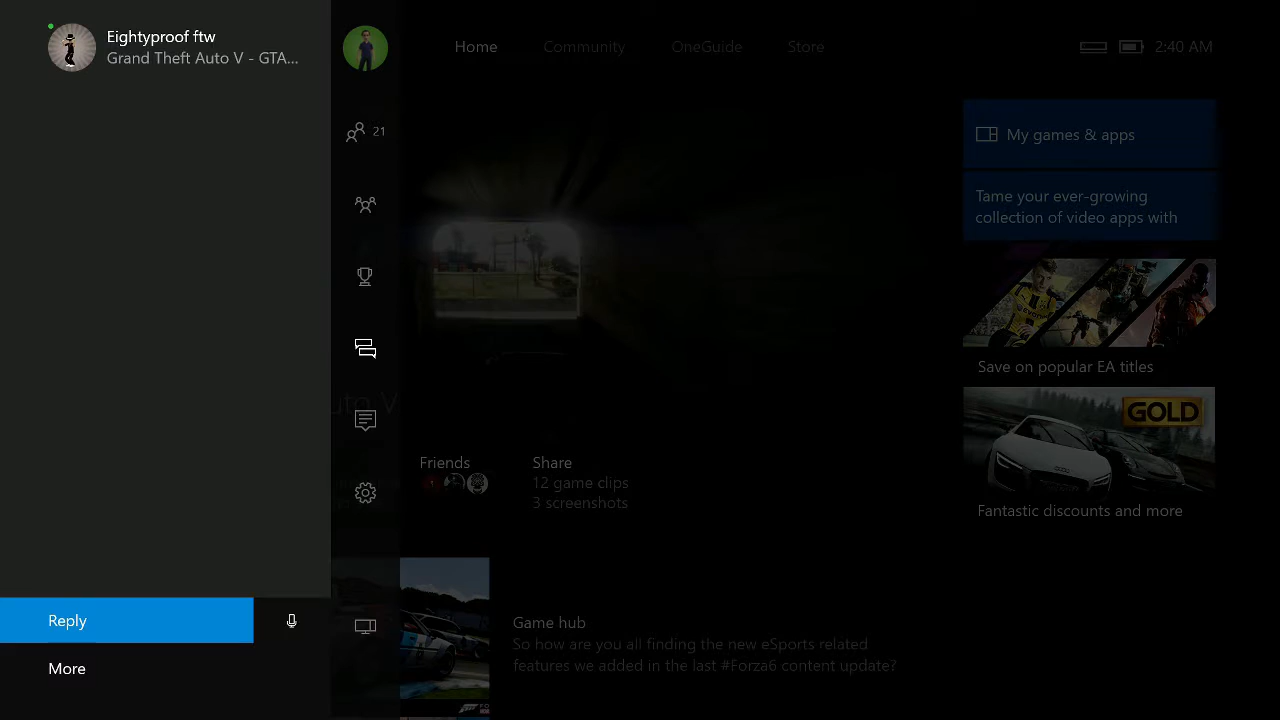 Eightyproof ftw
Grand Theft Auto V - GTA...
Reply
More
21
Home
Community
OneGuide
Store
2:40 AM
My games & apps
Tame your ever-growing
collection of video apps with
Save on popular EA titles
GOLD
Fantastic discounts and more
uto V
Friends
Share
12 game clips
3 screenshots
Game hub
So how are you all finding the new eSports related
features we added in the last #Forza6 content update?